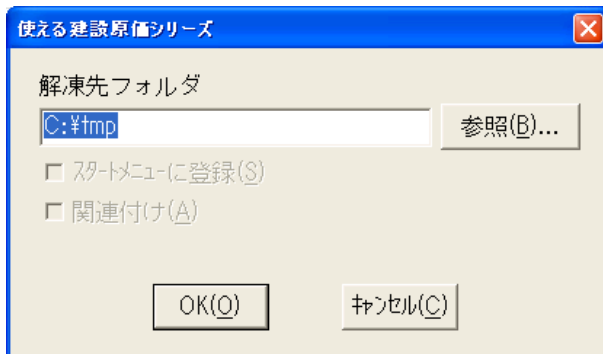 使える建設原価シリーズ
解凍先フォルダ
C:¥tmp
参照(B)...
ｽﾀｰﾄﾒﾆｭｰに登録(S)
関連付け(A)
OK(O)
ｷｬﾝｾﾙ(C)